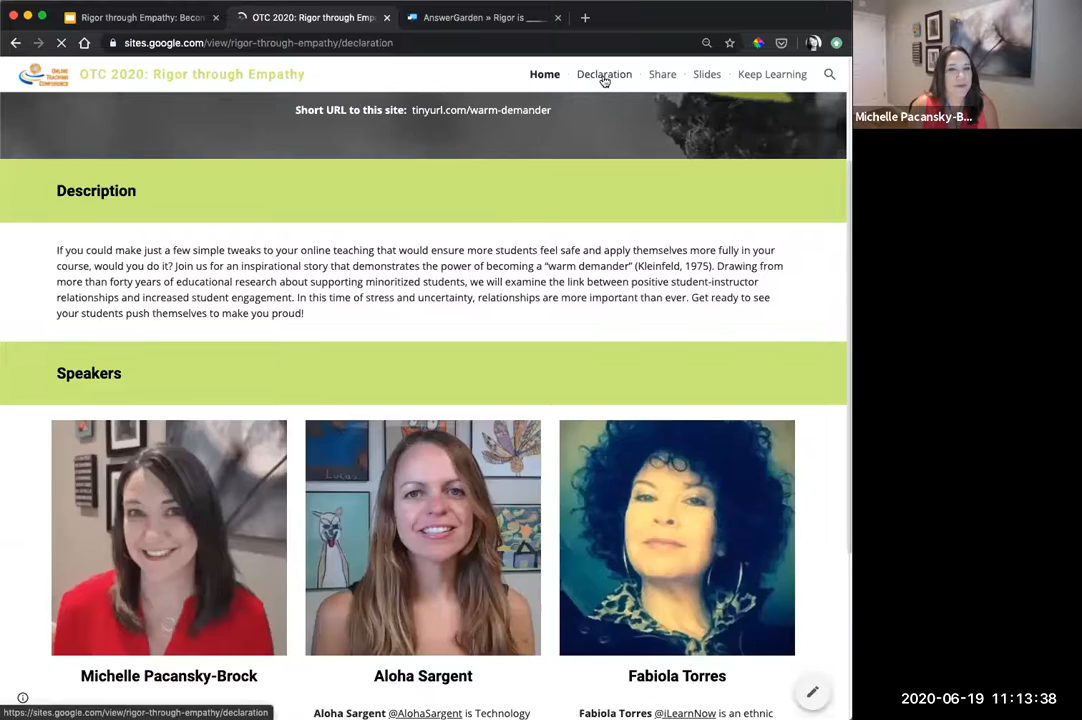 Rigor through Empathy: Becon
OTC 2020: Rigor through Emp
AnswerGarden » Rigor is ____
sites.google.com/view/rigor-through-empathy/declaration
ONLINE TEACHING CONFERENCE
OTC 2020: Rigor through Empathy
Home · Declaration · Share · Slides · Keep Learning
Michelle Pacansky-B...
Short URL to this site: tinyurl.com/warm-demander
Description
If you could make just a few simple tweaks to your online teaching that would ensure more students feel safe and apply themselves more fully in your
course, would you do it? Join us for an inspirational story that demonstrates the power of becoming a “warm demander” (Kleinfeld, 1975). Drawing from
more than forty years of educational research about supporting minoritized students, we will examine the link between positive student-instructor
relationships and increased student engagement. In this time of stress and uncertainty, relationships are more important than ever. Get ready to see
your students push themselves to make you proud!
Speakers
Lucas
Michelle Pacansky-Brock
Aloha Sargent
Fabiola Torres
Aloha Sargent @AlohaSargent is Technology
Fabiola Torres @iLearnNow is an ethnic
https://sites.google.com/view/rigor-through-empathy/declaration
2020-06-19 11:13:38